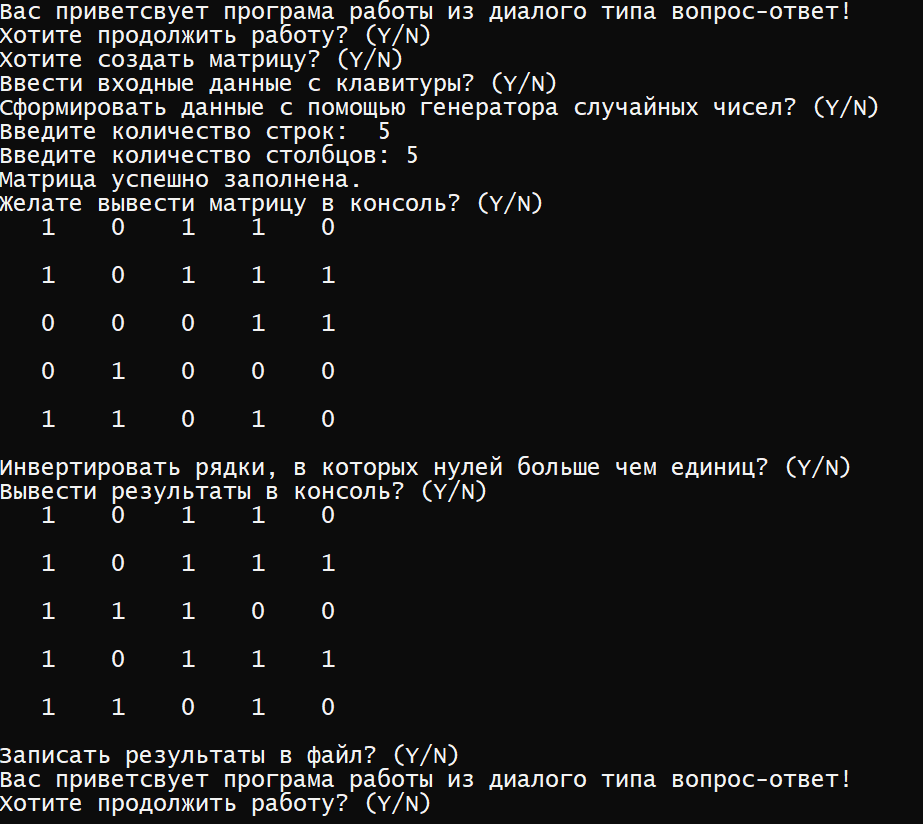 Вас приветсвует програма работы из диалого типа вопрос-ответ!
Хотите продолжить работу? (Y/N)
Хотите создать матрицу? (Y/N)
Ввести входные данные с клавитуры? (Y/N)
Сформировать данные с помощью генератора случайных чисел? (Y/N)
Введите количество строк:  5
Введите количество столбцов: 5
Матрица успешно заполнена.
Желате вывести матрицу в консоль? (Y/N)
1 0 1 1 0
1 0 1 1 1
0 0 0 1 1
0 1 0 0 0
1 1 0 1 0
Инвертировать рядки, в которых нулей больше чем единиц? (Y/N)
Вывести результаты в консоль? (Y/N)
1 0 1 1 0
1 0 1 1 1
1 1 1 0 0
1 0 1 1 1
1 1 0 1 0
Записать результаты в файл? (Y/N)
Вас приветсвует програма работы из диалого типа вопрос-ответ!
Хотите продолжить работу? (Y/N)